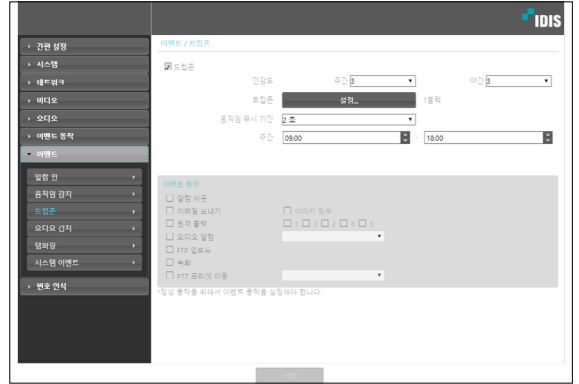 IDIS
간편 설정
시스템
네트워크
비디오
오디오
이벤트 동작
이벤트
알람 인
움직임 감지
트립존
오디오 감지
탬퍼링
시스템 이벤트
번호 인식
이벤트 / 트립존
트립존
민감도 주간 3 야간 3
트립존 설정... 1블럭
움직임 무시 기간 2 초
주간 09:00 ~ 18:00
이벤트 동작
알람 아웃
이메일 보내기 이미지 첨부
원격 콜백 1 2 3 4 5
오디오 알람
FTP 업로드
녹화
PTZ 프리셋 이동
*정상 동작을 위해서 이벤트 동작을 설정해야 합니다.
저장